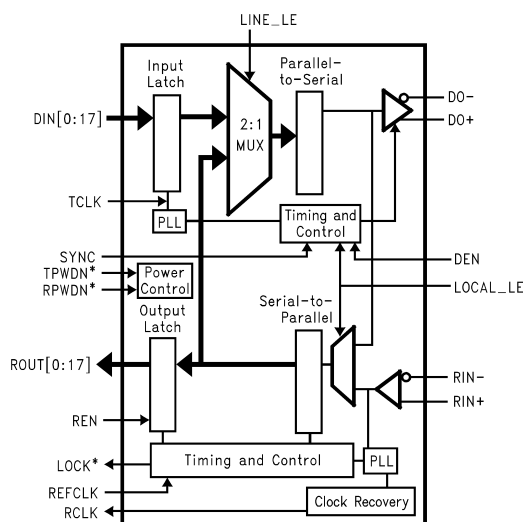 LINE_LE
Input
Latch
Parallel-
to-Serial
DIN[0:17]
2:1
MUX
DO-
DO+
TCLK
PLL
Timing and
Control
SYNC
DEN
TPWDN*
RPWDN*
Power
Control
LOCAL_LE
Output
Latch
Serial-to-
Parallel
ROUT[0:17]
RIN-
RIN+
REN
LOCK*
Timing and Control
PLL
REFCLK
RCLK
Clock Recovery